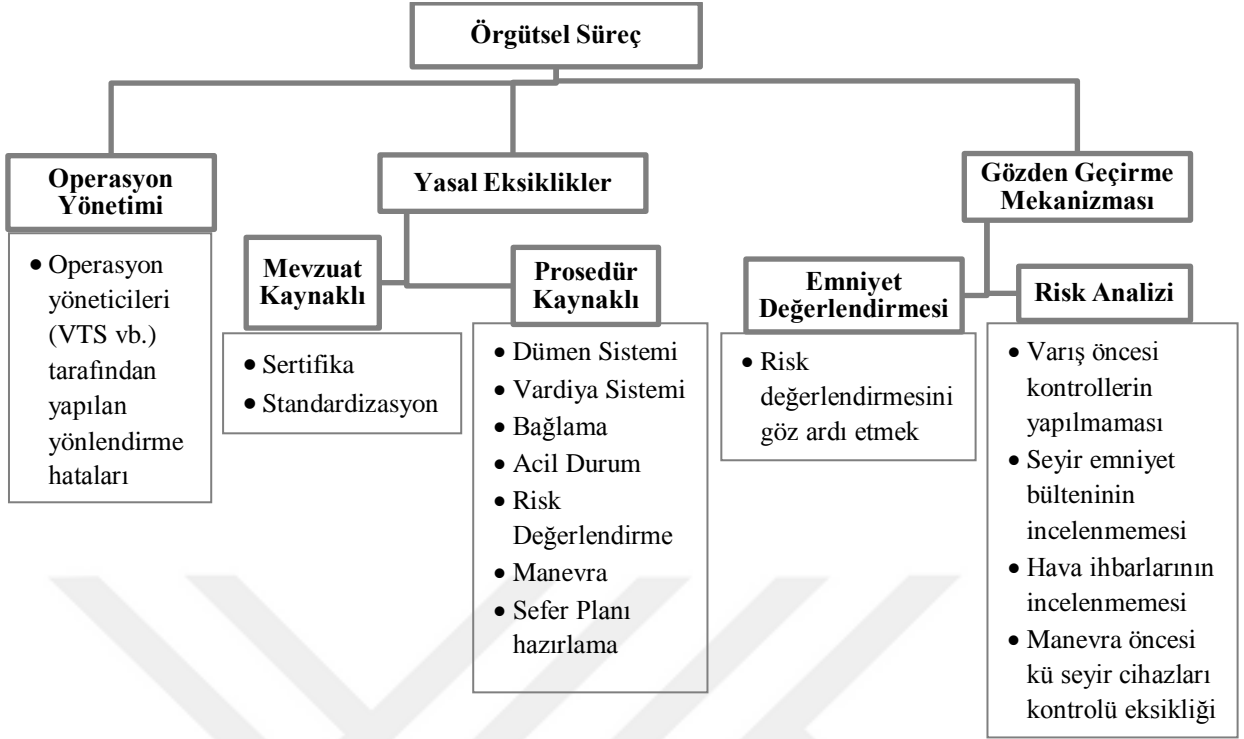 Örgütsel Süreç
Operasyon
Yönetimi
• Operasyon
yöneticileri
(VTS vb.)
tarafından
yapılan
yönlendirme
hataları
Yasal Eksiklikler
Mevzuat
Kaynaklı
• Sertifika
• Standardizasyon
Prosedür
Kaynaklı
• Dümen Sistemi
• Vardiya Sistemi
• Bağlama
• Acil Durum
• Risk
Değerlendirme
• Manevra
• Sefer Planı
hazırlama
Gözden Geçirme
Mekanizması
Emniyet
Değerlendirmesi
• Risk
değerlendirmesini
göz ardı etmek
Risk Analizi
• Varış öncesi
kontrollerin
yapılmaması
• Seyir emniyet
bülteninin
incelenmemesi
• Hava ihbarlarının
incelenmemesi
• Manevra öncesi
kü seyir cihazları
kontrolü eksikliği